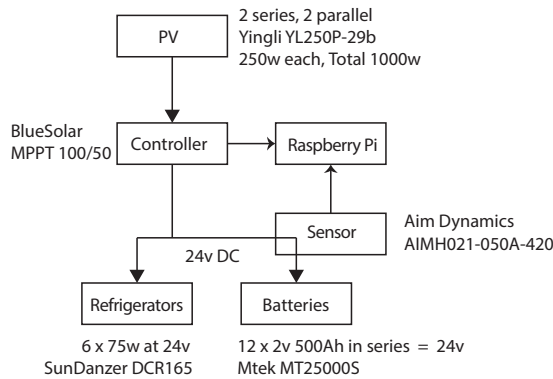 2 series, 2 parallel
PV
Yingli YL250P-29b
250w each, Total 1000w
BlueSolar
MPPT 100/50
Controller
Raspberry Pi
Sensor
Aim Dynamics
AIMH021-050A-420
24v DC
Refrigerators
Batteries
6 x 75w at 24v
SunDanzer DCR165
12 x 2v 500Ah in series = 24v
Mtek MT25000S